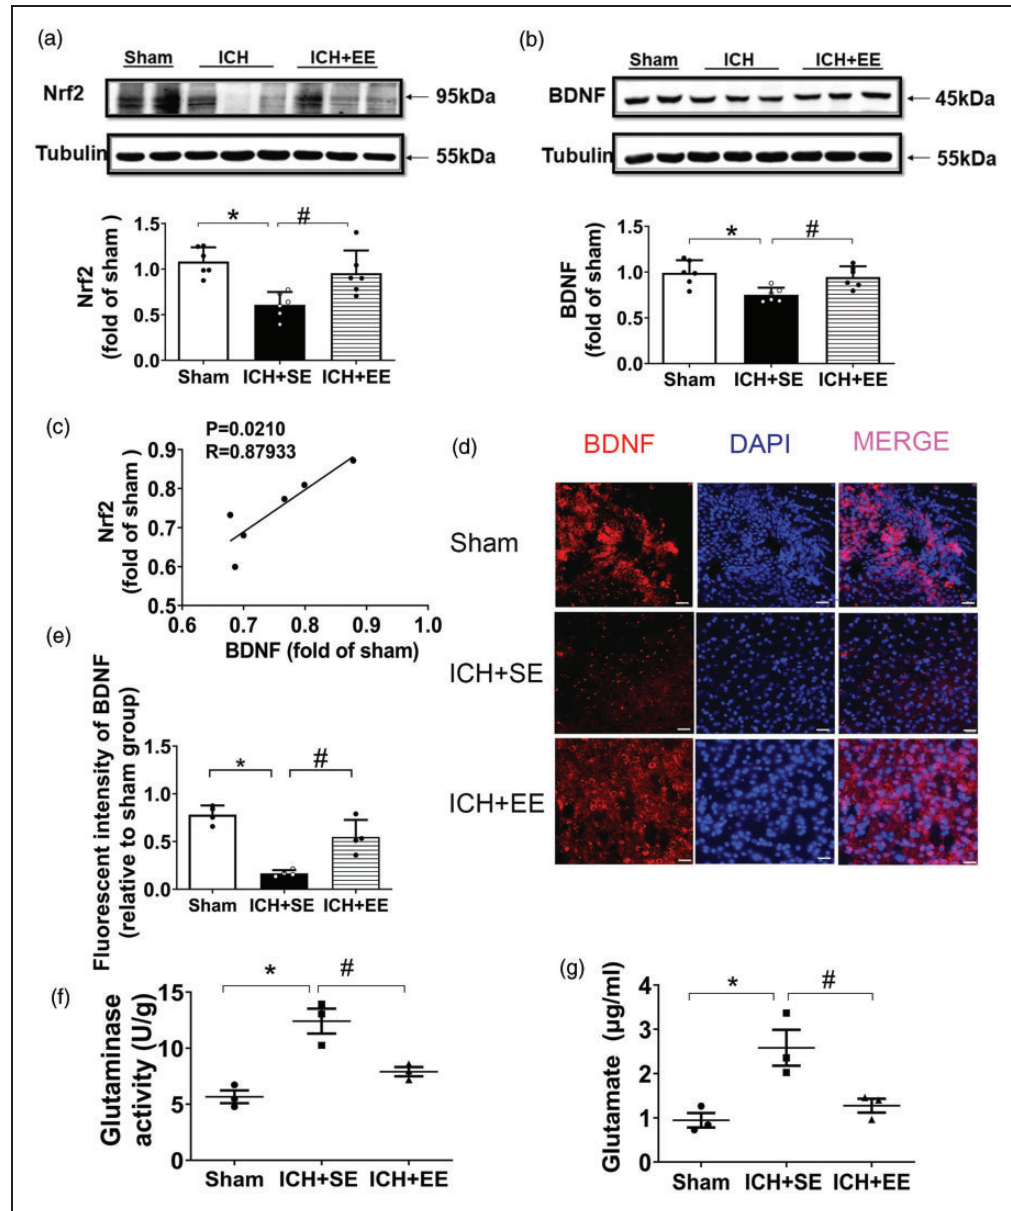 (a)
Sham ICH ICH+EE
Nrf2 95kDa
Tubulin 55kDa
1.5
1.0
0.5
0.0
Nrf2
(fold of sham )
* #
Sham ICH+SE ICH+EE
(b)
Sham ICH ICH+EE
BDNF 45kDa
Tubulin 55kDa
1.5
1.0
0.5
0.0
BDNF
(fold of sham)
* #
Sham ICH+SE ICH+EE
(c)
P=0.0210
R=0.87933
0.9
0.8
0.7
0.6
0.5
Nrf2
(fold of sham )
0.6 0.7 0.8 0.9 1.0
BDNF (fold of sham)
(d)
BDNF DAPI MERGE
Sham
ICH+SE
ICH+EE
(e)
Fluorescent intensity of BDNF
(relative to sham group)
1.5
1.0
0.5
0.0
* #
Sham ICH+SE ICH+EE
(f)
Glutaminase
activity (U/g)
15
10
5
0
* #
Sham ICH+SE ICH+EE
(g)
Glutamate (μg/ml)
4
3
2
1
0
* #
Sham ICH+SE ICH+EE